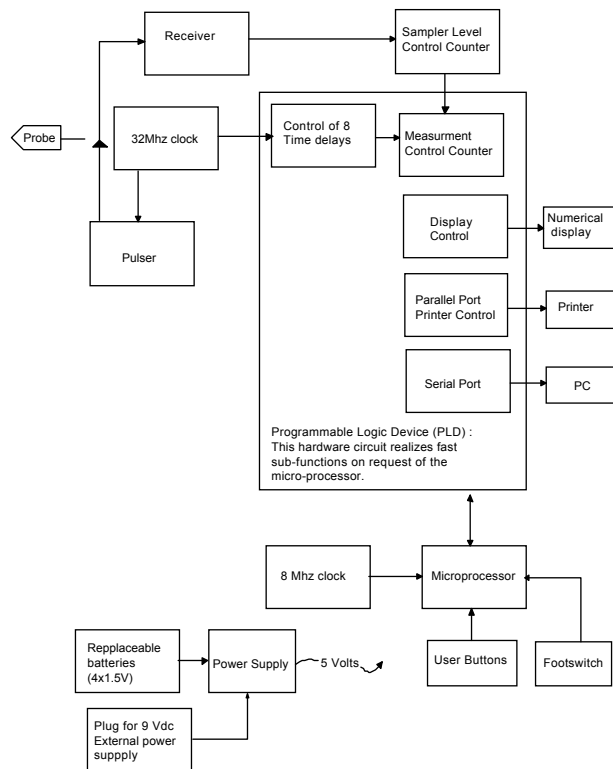 Receiver
Sampler Level
Control Counter
Probe
32Mhz clock
Control of 8
Time delays
Measurment
Control Counter
Pulser
Display
Control
Numerical
display
Parallel Port
Printer Control
Printer
Serial Port
PC
Programmable Logic Device (PLD) :
This hardware circuit realizes fast
sub-functions on request of the
micro-processor.
8 Mhz clock
Microprocessor
Repplaceable
batteries
(4x1.5V)
Power Supply
5 Volts
User Buttons
Footswitch
Plug for 9 Vdc
External power
suppply